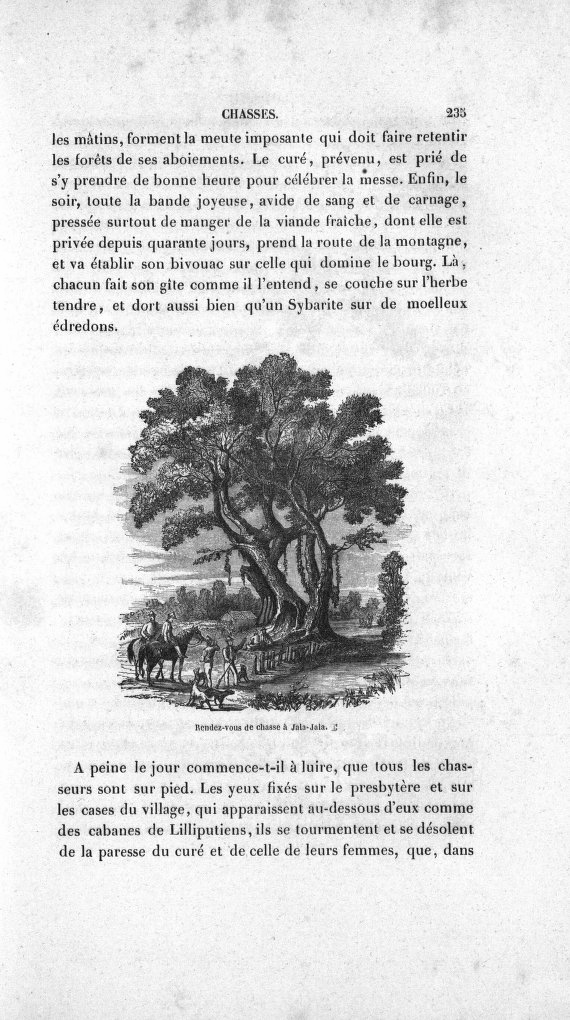 CHASSES. 235
les mâtins, forment la meute imposante qui doit faire retentir
les forêts de ses aboiements. Le curé, prévenu, est prié de
s'y prendre de bonne heure pour célébrer la messe. Enfin, le
soir, toute la bande joyeuse, avide de sang et de carnage,
pressée surtout de manger de la viande fraîche, dont elle est
privée depuis quarante jours, prend la route de la montagne,
et va établir son bivouac sur celle qui domine le bourg. Là,
chacun fait son gîte comme il l'entend, se couche sur l'herbe
tendre, et dort aussi bien qu'un Sybarite sur de moelleux
édredons.
Rendez-vous de chasse à Jala-Jala.
A peine le jour commence-t-il à luire, que tous les chas-
seurs sont sur pied. Les yeux fixés sur le presbytère et sur
les cases du village, qui apparaissent au-dessous d'eux comme
des cabanes de Lilliputiens, ils se tourmentent et se désolent
de la paresse du curé et de celle de leurs femmes, que, dans